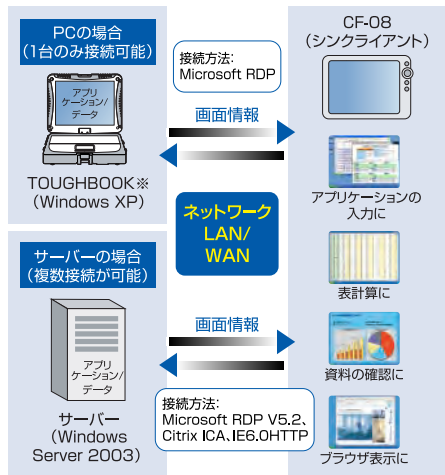 PCの場合
(1台のみ接続可能)
アプリ
ケーション/
データ
TOUGHBOOK※
(Windows XP)
接続方法:
Microsoft RDP
画面情報
CF-08
(シンクライアント)
ネットワーク
LAN/
WAN
アプリケーションの
入力に
表計算に
資料の確認に
ブラウザ表示に
サーバーの場合
(複数接続が可能)
アプリ
ケーション/
データ
サーバー
(Windows
Server 2003)
画面情報
接続方法:
Microsoft RDP V5.2、
Citrix ICA、IE6.0HTTP